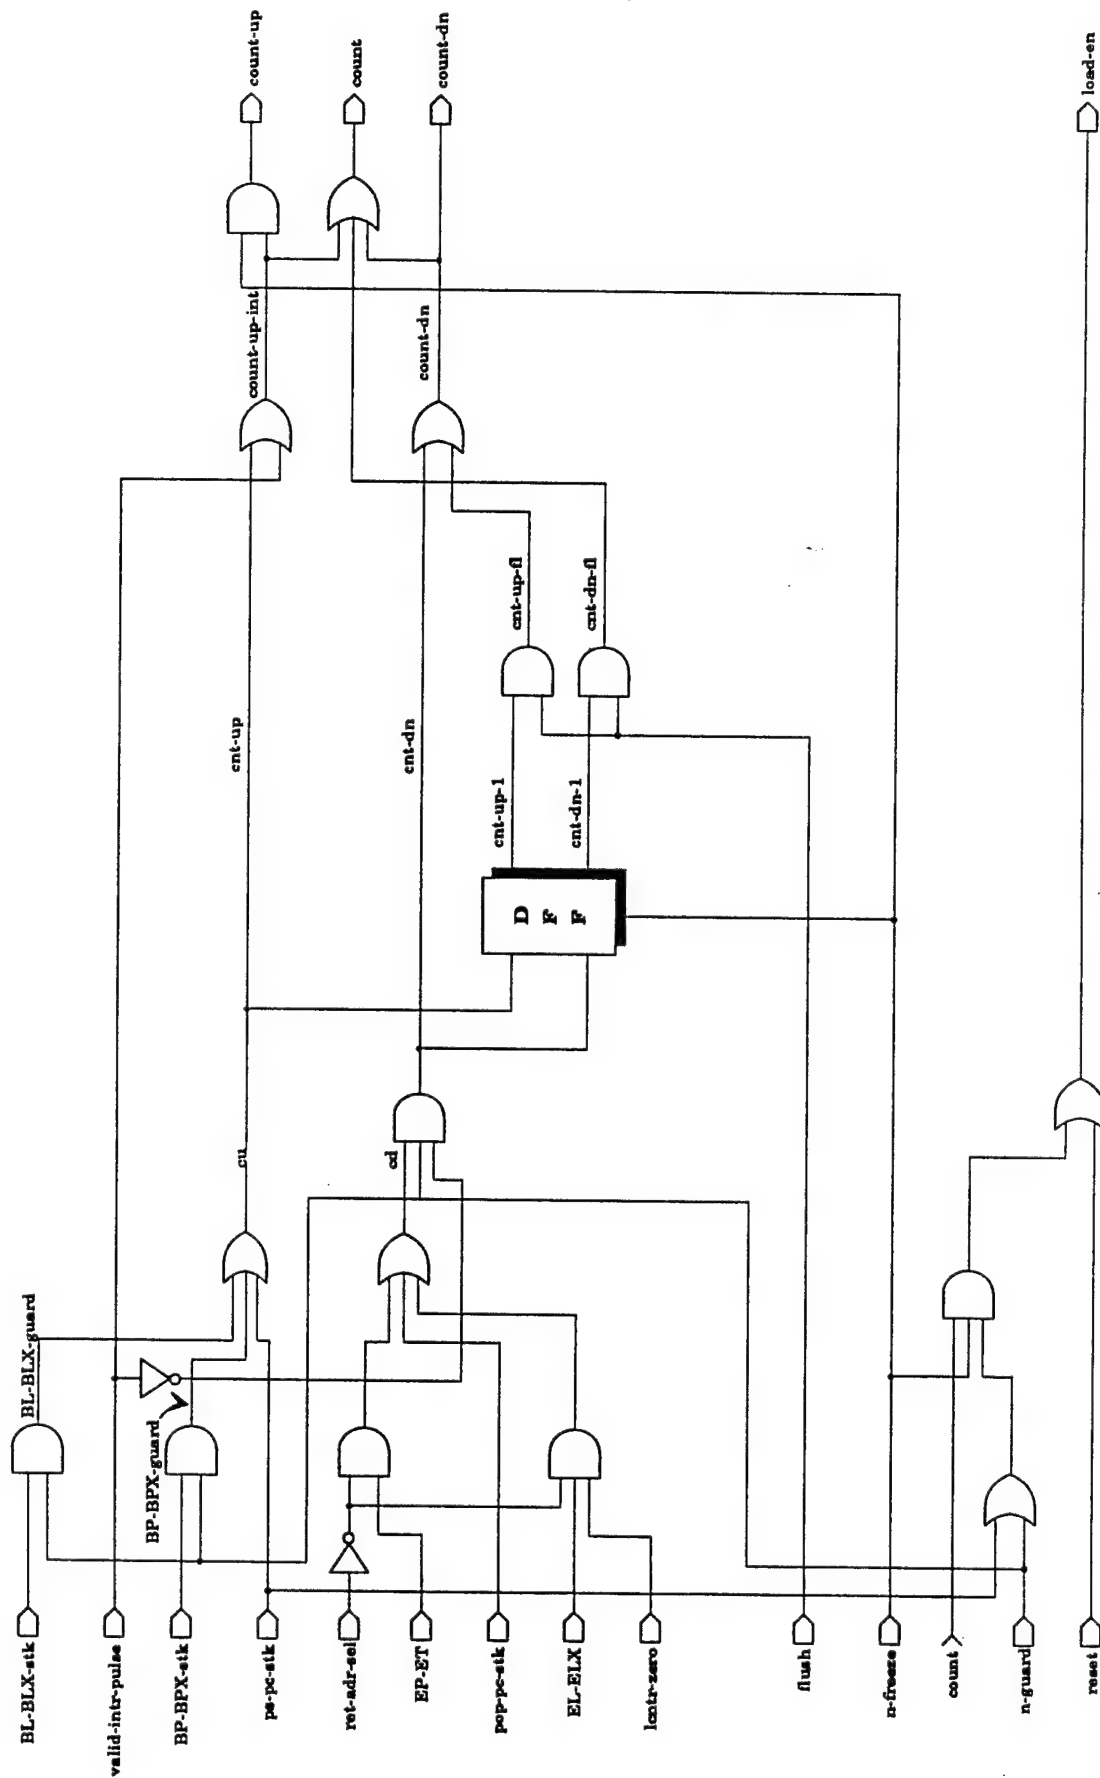 count-up
count
count-dn
load-en
count-up-int
count-dn
cnt-up-fl
cnt-dn-fl
cnt-up
cnt-dn
cnt-up-1
cnt-dn-1
D
F
F
cu
cd
BL-BLX-guard
BP-BPX-guard
BL-BLX-stk
valid-intr-pulse
BP-BPX-stk
ps-pc-stk
ret-adr-sel
EP-ET
pop-pc-stk
EL-ELX
lcntr-zero
flush
n-freeze
count
n-guard
reset